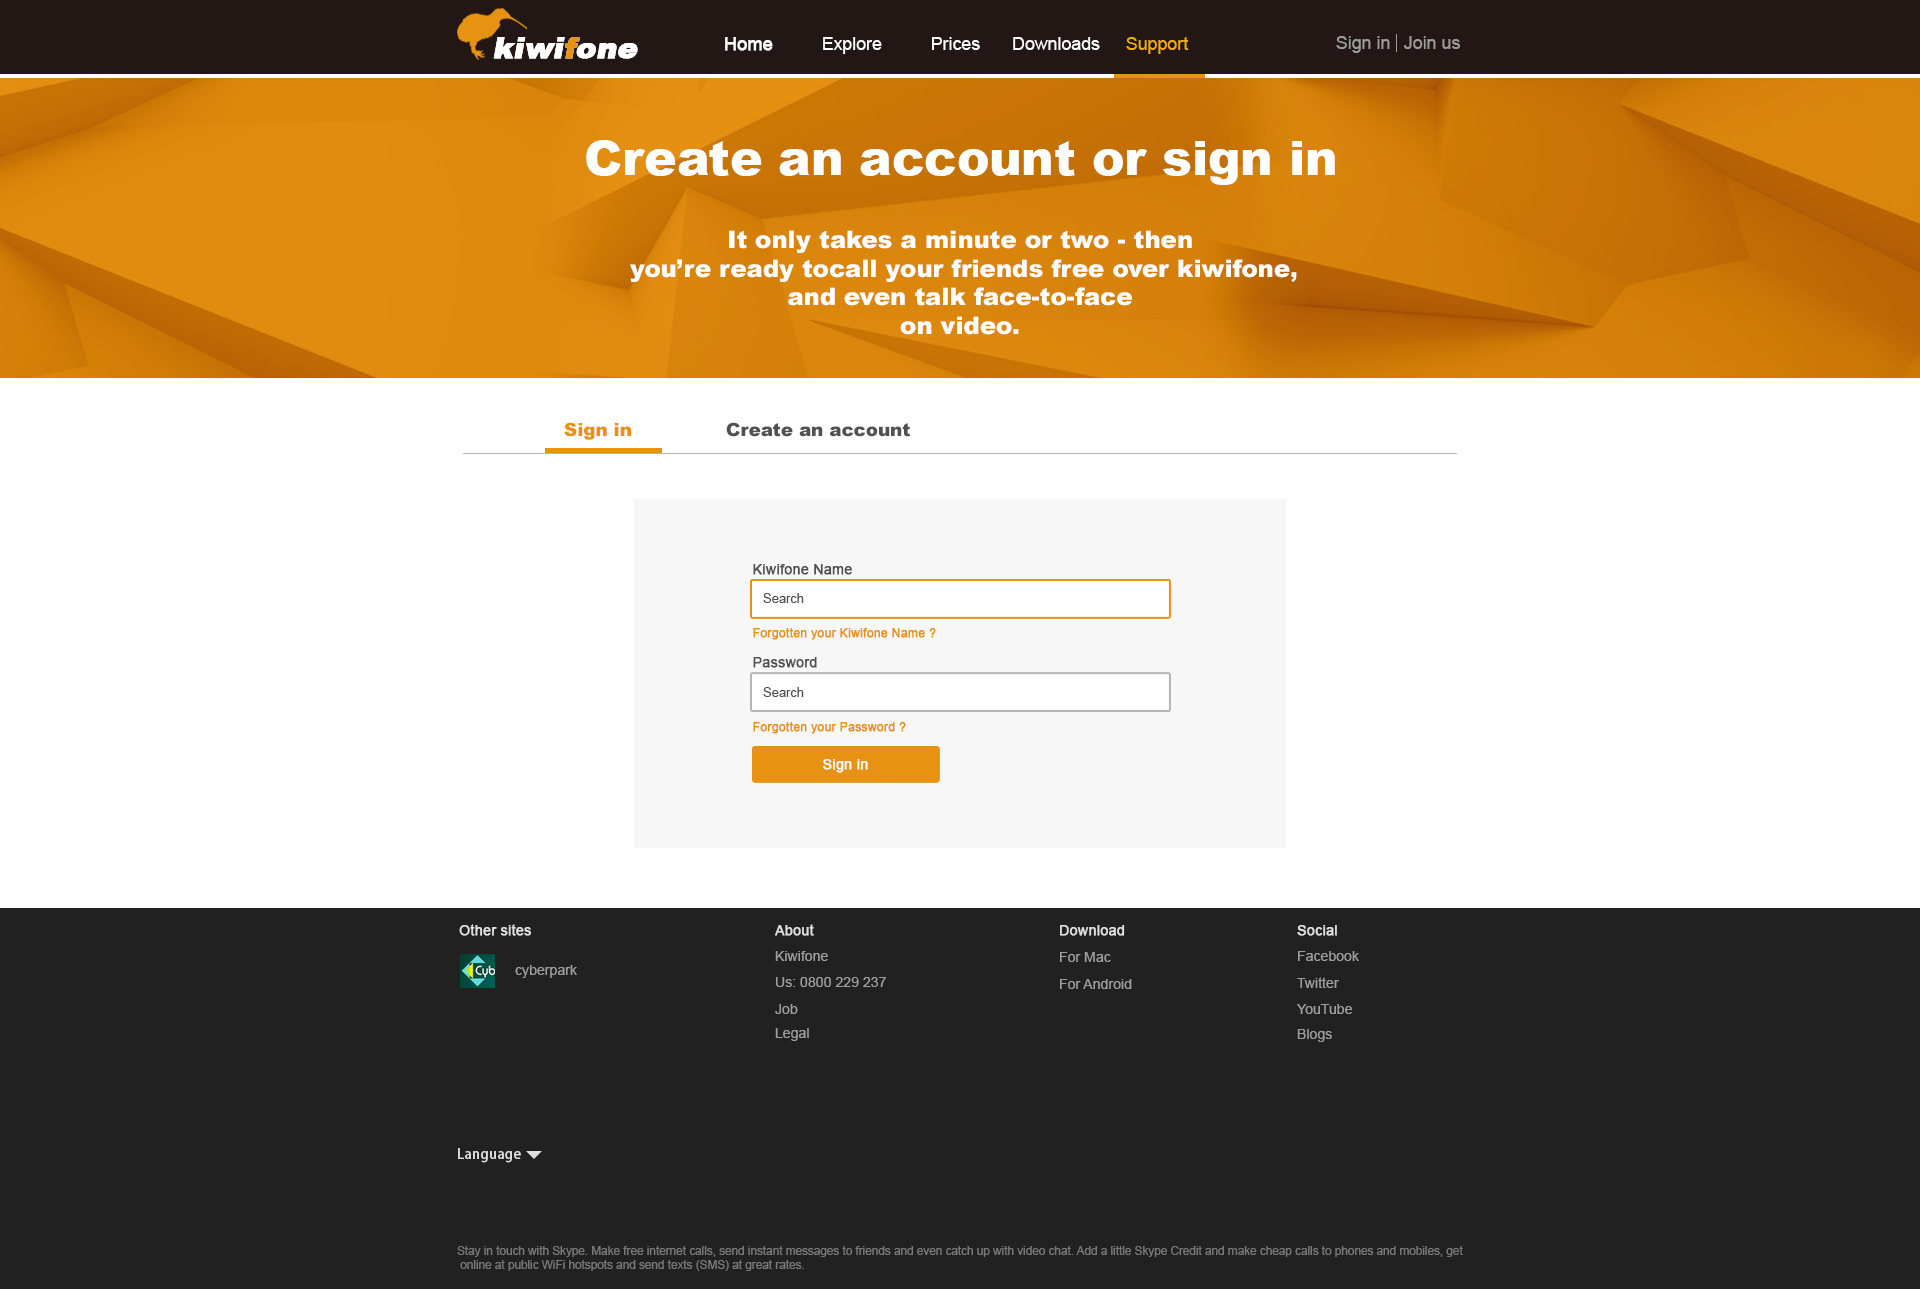 kiwifone
Home Explore Prices Downloads Support
Sign in | Join us
Create an account or sign in
It only takes a minute or two - then
you’re ready tocall your friends free over kiwifone,
and even talk face-to-face
on video.
Sign in Create an account
Kiwifone Name
Search
Forgotten your Kiwifone Name ?
Password
Search
Forgotten your Password ?
Sign in
Other sites
Cyb cyberpark
About
Kiwifone
Us: 0800 229 237
Job
Legal
Download
For Mac
For Android
Social
Facebook
Twitter
YouTube
Blogs
Language
Stay in touch with Skype. Make free internet calls, send instant messages to friends and even catch up with video chat. Add a little Skype Credit and make cheap calls to phones and mobiles, get
online at public WiFi hotspots and send texts (SMS) at great rates.